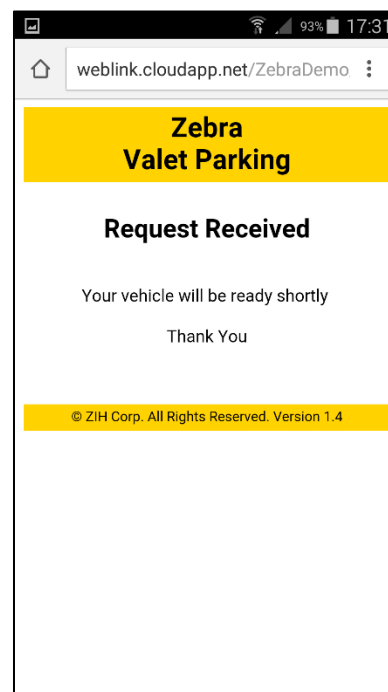 93% 17:31
weblink.cloudapp.net/ZebraDemo
Zebra
Valet Parking
Request Received
Your vehicle will be ready shortly
Thank You
© ZIH Corp. All Rights Reserved. Version 1.4